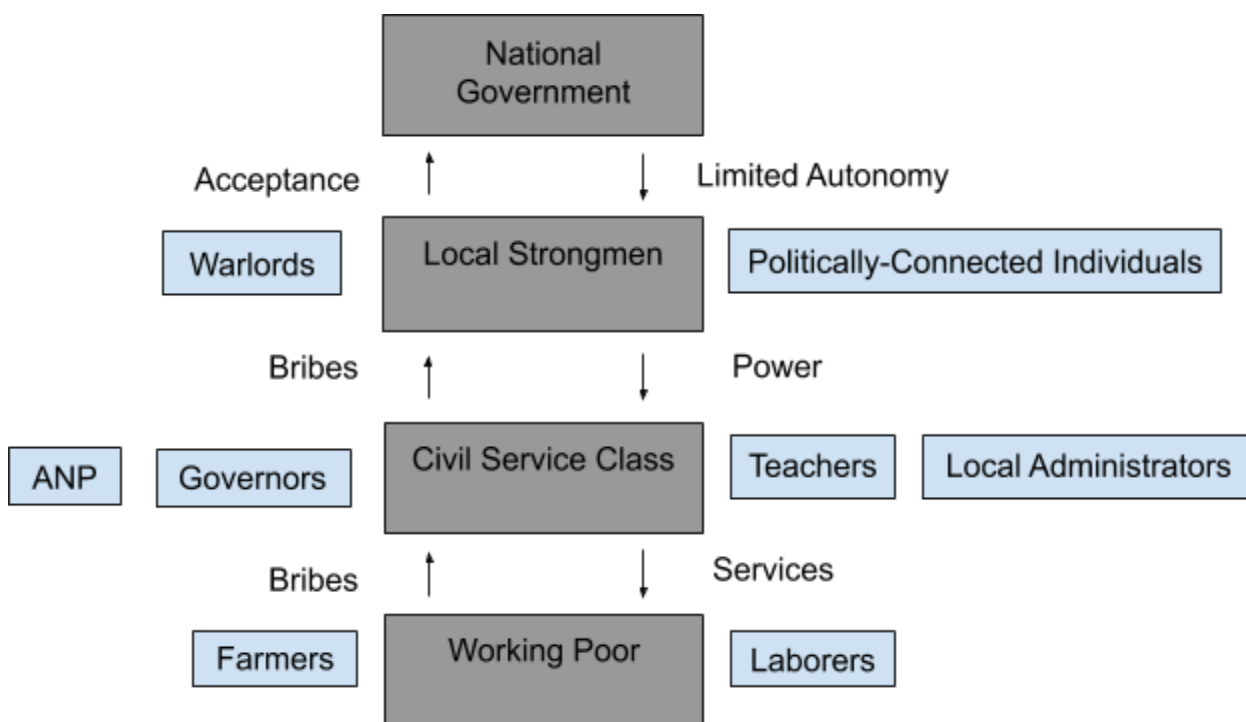 National
Government
Acceptance
Limited Autonomy
Warlords
Local Strongmen
Politically-Connected Individuals
Bribes
Power
ANP
Governors
Civil Service Class
Teachers
Local Administrators
Bribes
Services
Farmers
Working Poor
Laborers